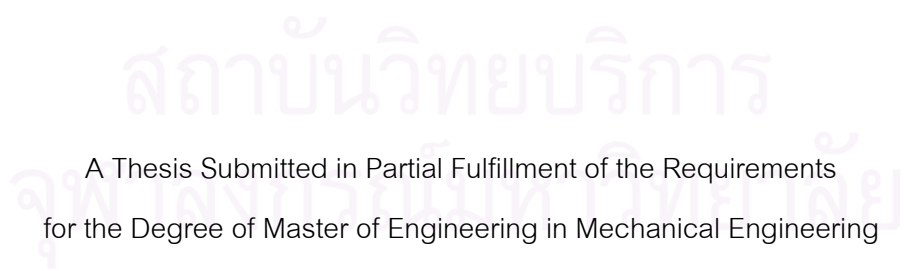 สถาบันวิทยบริการ
A Thesis Submitted in Partial Fulfillment of the Requirements
จุฬาลงกรณ์มหาวิทยาลัย
for the Degree of Master of Engineering in Mechanical Engineering